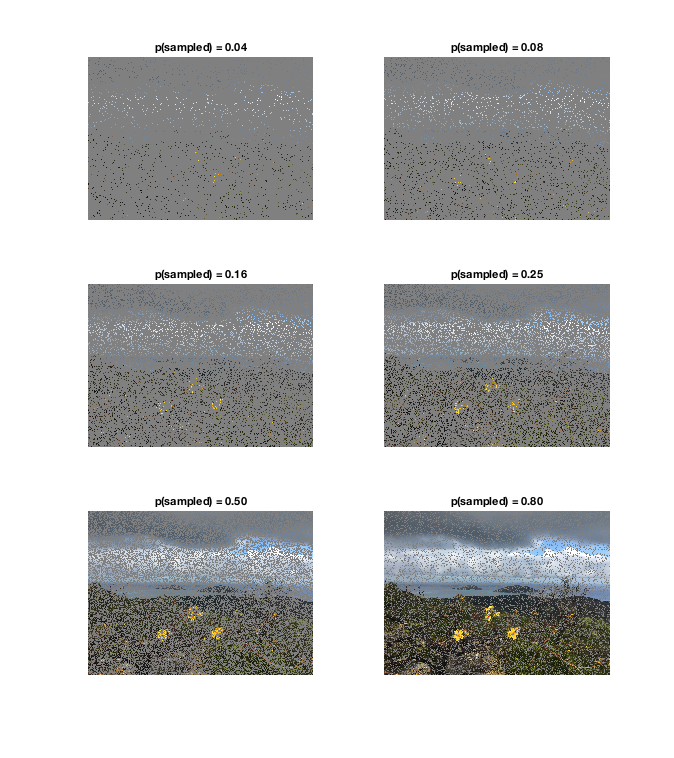 p(sampled) = 0.04
p(sampled) = 0.08
p(sampled) = 0.16
p(sampled) = 0.25
p(sampled) = 0.50
p(sampled) = 0.80